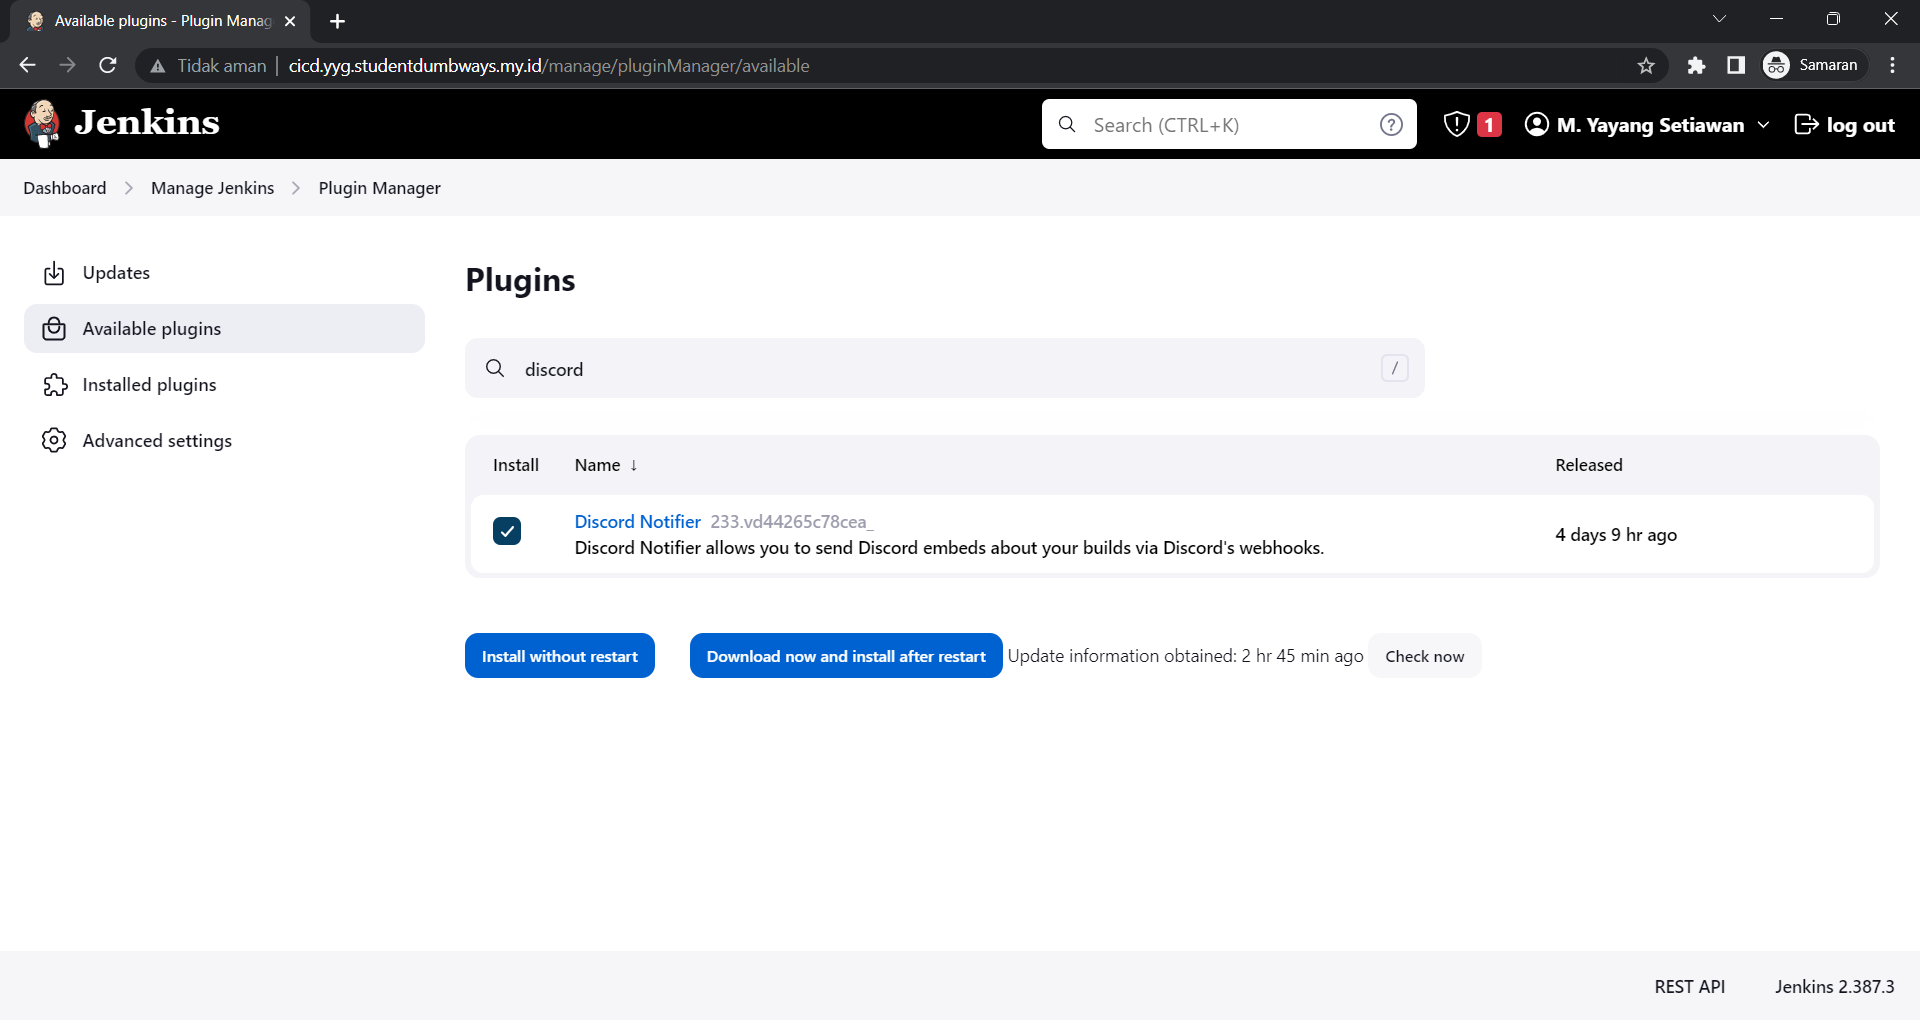 Available plugins - Plugin Manag
Tidak aman
cicd.yyg.studentdumbways.my.id/manage/pluginManager/available
Samaran
Jenkins
Search (CTRL+K)
?
1
M. Yayang Setiawan
log out
Dashboard
Manage Jenkins
Plugin Manager
Updates
Available plugins
Installed plugins
Advanced settings
Plugins
discord
/
Install
Name ↓
Released
Discord Notifier 233.vd44265c78cea_
Discord Notifier allows you to send Discord embeds about your builds via Discord's webhooks.
4 days 9 hr ago
Install without restart
Download now and install after restart
Update information obtained: 2 hr 45 min ago
Check now
REST API
Jenkins 2.387.3